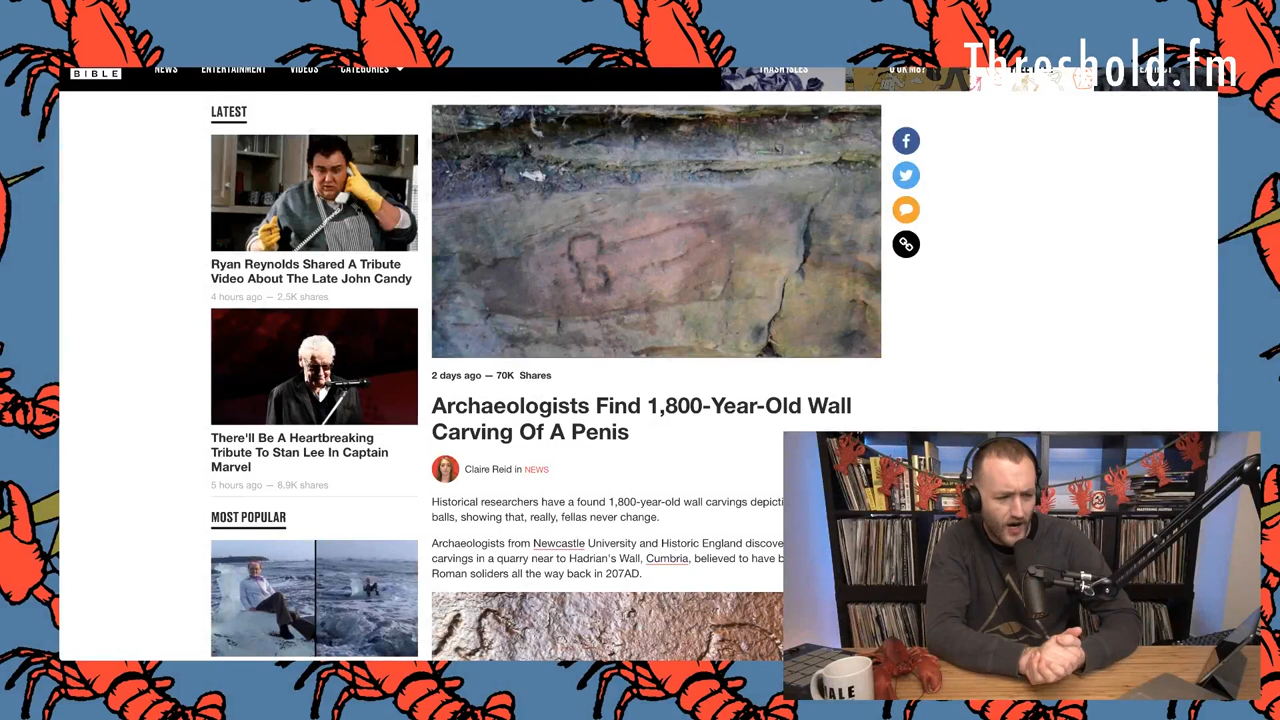 Threshold.fm
BIBLE
NEWS ENTERTAINMENT VIDEOS CATEGORIES
TRASH ISLES
LATEST
Ryan Reynolds Shared A Tribute
Video About The Late John Candy
4 hours ago — 2.5K shares
There'll Be A Heartbreaking
Tribute To Stan Lee In Captain
Marvel
5 hours ago — 8.9K shares
MOST POPULAR
2 days ago — 70K Shares
Archaeologists Find 1,800-Year-Old Wall
Carving Of A Penis
Claire Reid in NEWS
Historical researchers have a found 1,800-year-old wall carvings depicti
balls, showing that, really, fellas never change.
Archaeologists from Newcastle University and Historic England discove
carvings in a quarry near to Hadrian's Wall, Cumbria, believed to have b
Roman soliders all the way back in 207AD.
ALE